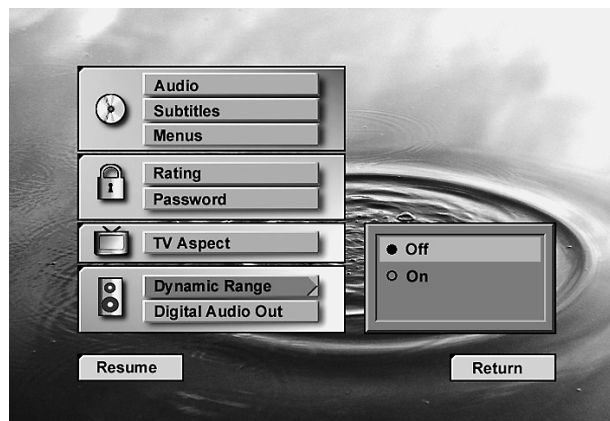 Audio
Subtitles
Menus
Rating
Password
TV Aspect
Dynamic Range
Digital Audio Out
Off
On
Resume
Return